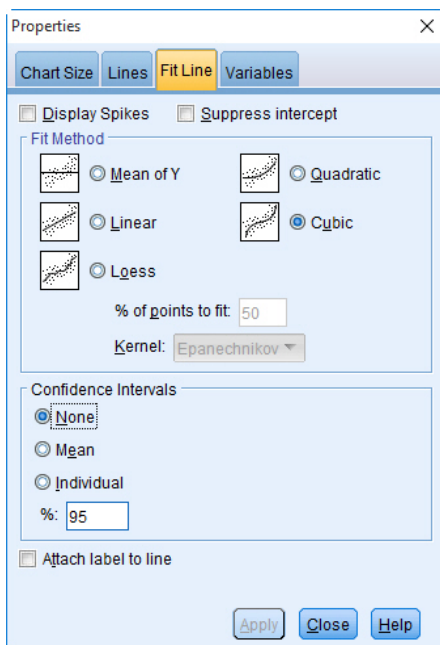 Properties
Chart Size Lines Fit Line Variables
Display Spikes Suppress intercept
Fit Method
Mean of Y Quadratic
Linear Cubic
Loess
% of points to fit: 50
Kernel: Epanechnikov
Confidence Intervals
None
Mean
Individual
%: 95
Attach label to line
Apply Close Help